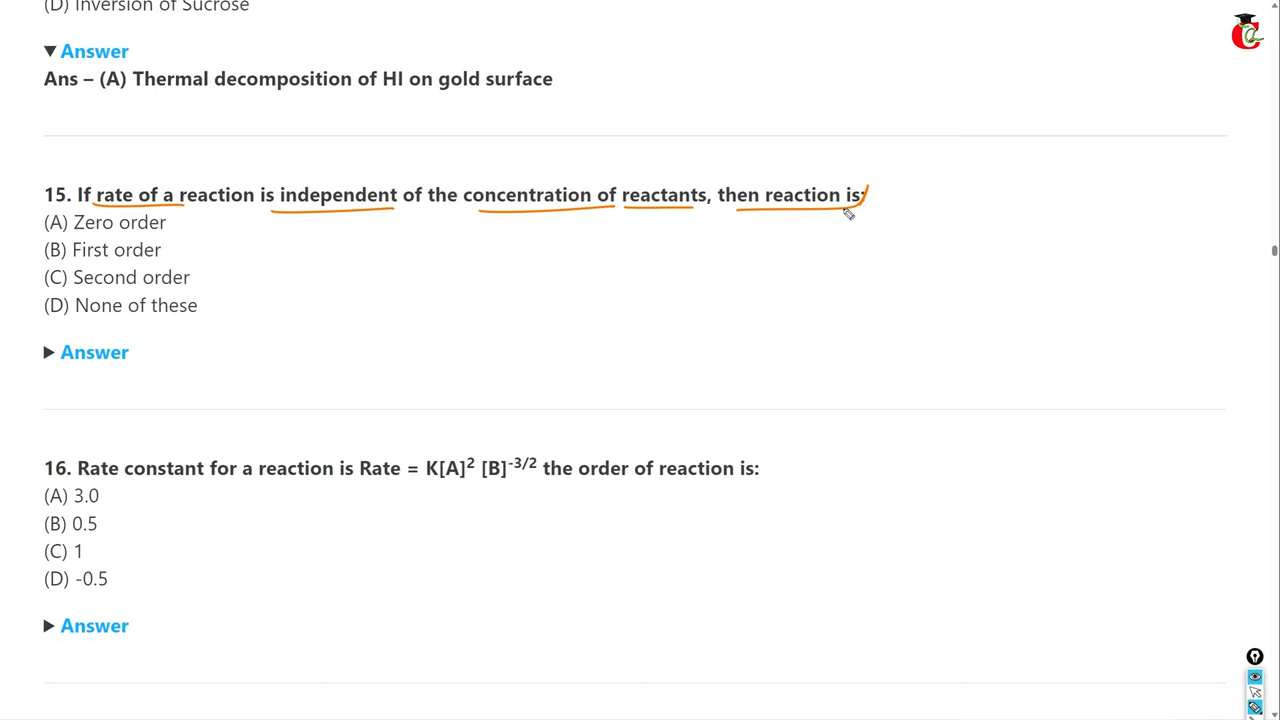 (D) Inversion of Sucrose
▼ Answer
Ans – (A) Thermal decomposition of HI on gold surface
15. If rate of a reaction is independent of the concentration of reactants, then reaction is:
(A) Zero order
(B) First order
(C) Second order
(D) None of these
▶ Answer
16. Rate constant for a reaction is Rate = K[A]² [B]⁻³/² the order of reaction is:
(A) 3.0
(B) 0.5
(C) 1
(D) -0.5
▶ Answer